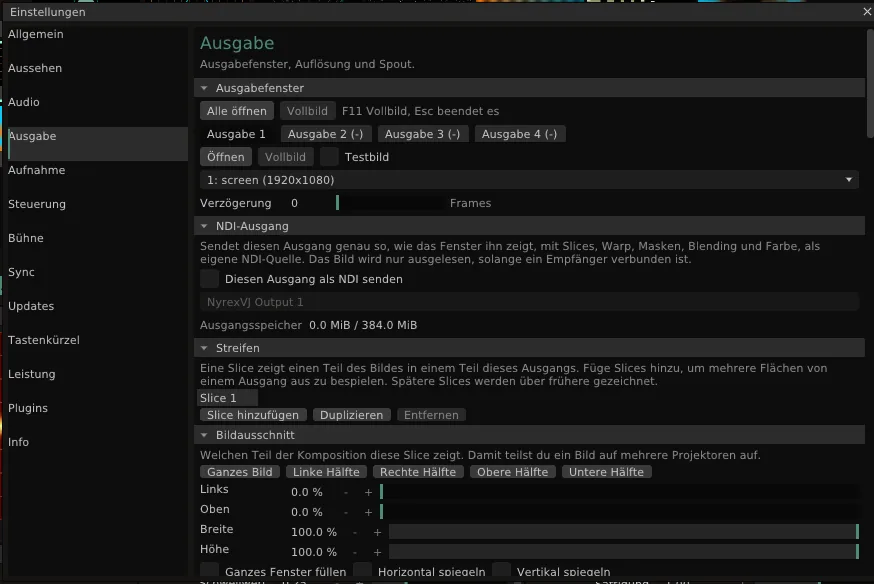 Einstellungen
Allgemein
Aussehen
Audio
Ausgabe
Aufnahme
Steuerung
Bühne
Sync
Updates
Tastenkürzel
Leistung
Plugins
Info
Ausgabe
Ausgabefenster, Auflösung und Spout.
Ausgabefenster
Alle öffnen Vollbild F11 Vollbild, Esc beendet es
Ausgabe 1 Ausgabe 2 (-) Ausgabe 3 (-) Ausgabe 4 (-)
Öffnen Vollbild Testbild
1: screen (1920x1080)
Verzögerung 0 Frames
NDI-Ausgang
Sendet diesen Ausgang genau so, wie das Fenster ihn zeigt, mit Slices, Warp, Masken, Blending und Farbe, als
eigene NDI-Quelle. Das Bild wird nur ausgelesen, solange ein Empfänger verbunden ist.
Diesen Ausgang als NDI senden
NyrexVJ Output 1
Ausgangsspeicher 0.0 MiB / 384.0 MiB
Streifen
Eine Slice zeigt einen Teil des Bildes in einem Teil dieses Ausgangs. Füge Slices hinzu, um mehrere Flächen von
einem Ausgang aus zu bespielen. Spätere Slices werden über frühere gezeichnet.
Slice 1
Slice hinzufügen Duplizieren Entfernen
Bildausschnitt
Welchen Teil der Komposition diese Slice zeigt. Damit teilst du ein Bild auf mehrere Projektoren auf.
Ganzes Bild Linke Hälfte Rechte Hälfte Obere Hälfte Untere Hälfte
Links 0.0 % - +
Oben 0.0 % - +
Breite 100.0 % - +
Höhe 100.0 % - +
Ganzes Fenster füllen Horizontal spiegeln Vertikal spiegeln